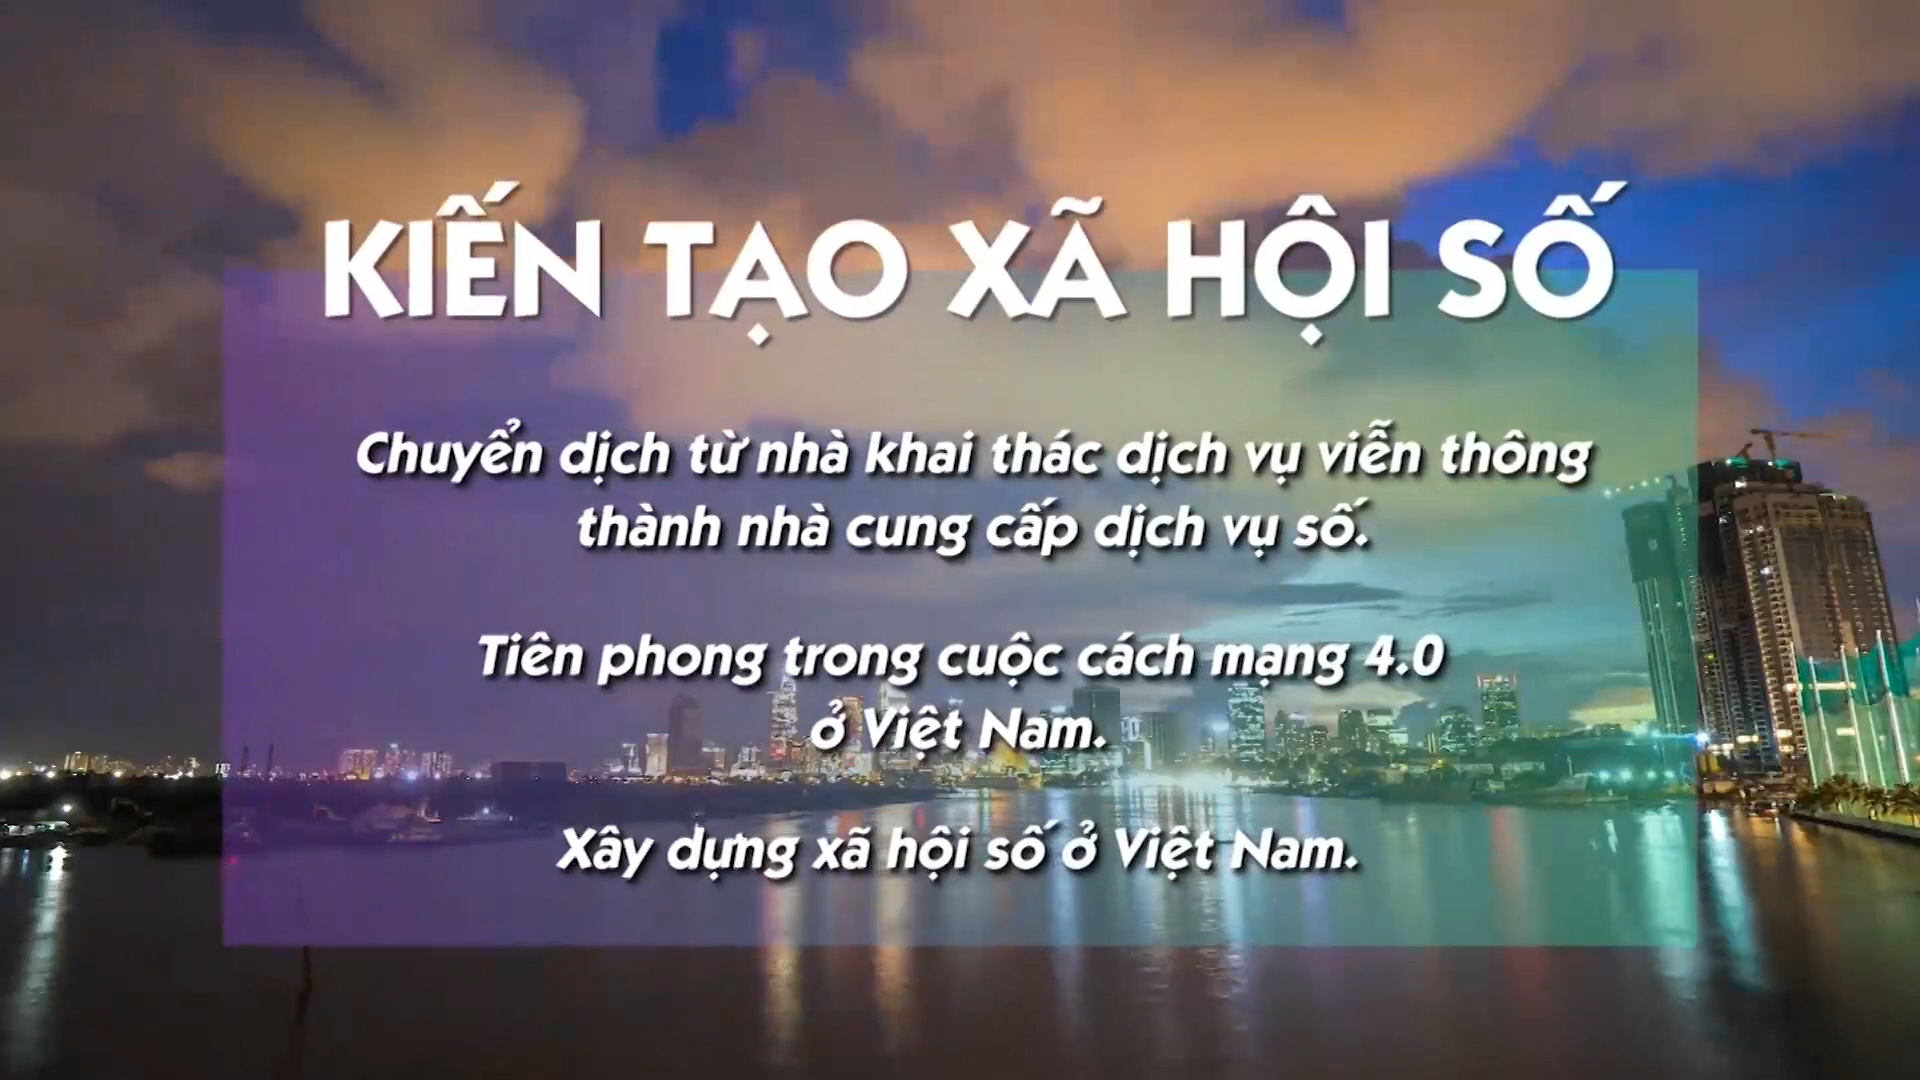 KIẾN TẠO XÃ HỘI SỐ
Chuyển dịch từ nhà khai thác dịch vụ viễn thông
thành nhà cung cấp dịch vụ số.
Tiên phong trong cuộc cách mạng 4.0
ở Việt Nam.
Xây dựng xã hội số ở Việt Nam.